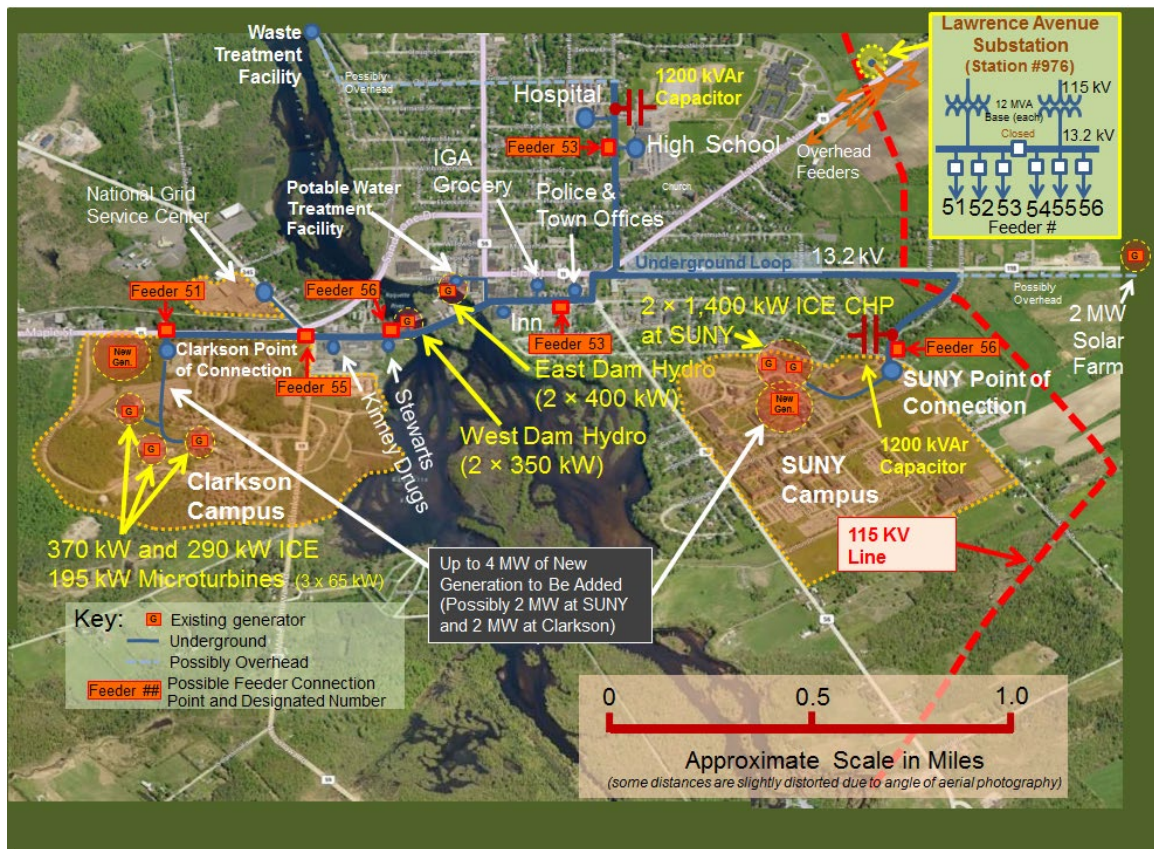 Waste
Treatment
Facility
Possibly
Overhead
Hospital
1200 kVAr
Capacitor
Lawrence Avenue
Substation
(Station #976)
115 kV
12 MVA
Base (each)
Closed
13.2 kV
51
52
53
54
55
56
Feeder #
Feeder 53
High School
Overhead
Feeders
IGA
Grocery
Church
National Grid
Service Center
Potable Water
Treatment
Facility
Police &
Town Offices
56
Underground Loop
13.2 kV
Possibly
Overhead
G
2 MW
Solar
Farm
345
Feeder 51
Feeder 56
G
G
Inn
Feeder 53
2 × 1,400 kW ICE CHP
at SUNY
Feeder 56
Maple St
New
Gen.
Clarkson Point
of Connection
Feeder 55
Kinney Drugs
Stewarts
East Dam Hydro
(2 × 400 kW)
West Dam Hydro
(2 × 350 kW)
G
G
New
Gen.
SUNY Point of
Connection
1200 kVAr
Capacitor
SUNY
Campus
G
G
G
Clarkson
Campus
370 kW and 290 kW ICE
195 kW Microturbines (3 x 65 kW)
Up to 4 MW of New
Generation to Be Added
(Possibly 2 MW at SUNY
and 2 MW at Clarkson)
115 KV
Line
Key:
G
Existing generator
Underground
Possibly Overhead
Feeder ##
Possible Feeder Connection
Point and Designated Number
56
56
0
0.5
1.0
Approximate Scale in Miles
(some distances are slightly distorted due to angle of aerial photography)